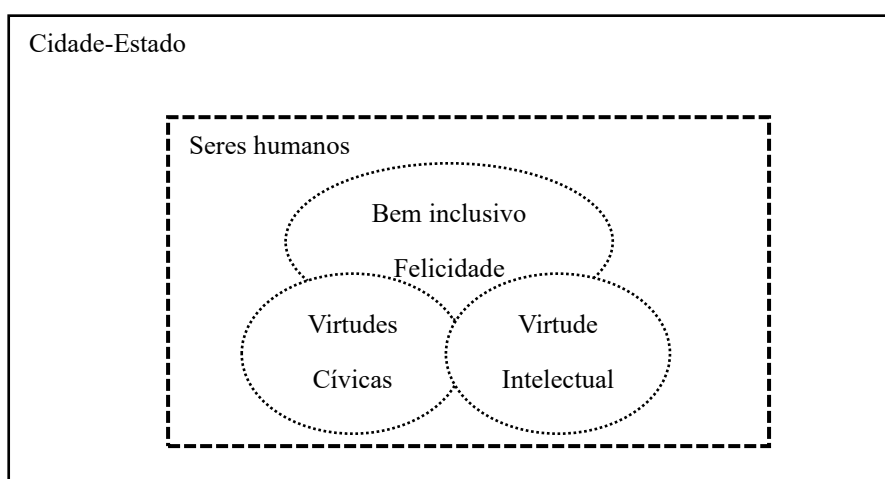 Cidade-Estado
Seres humanos
Bem inclusivo
Felicidade
Virtudes
Cívicas
Virtude
Intelectual